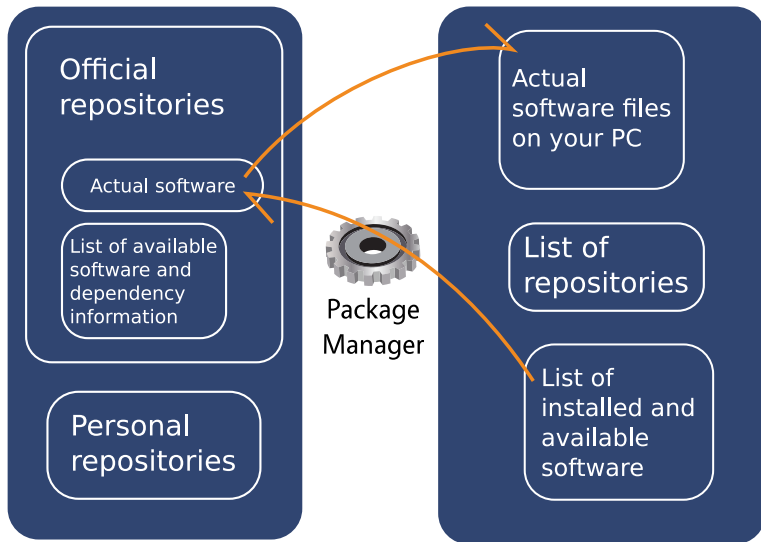 Official
repositories
Actual software
List of available
software and
dependency
information
Personal
repositories
Package
Manager
Actual
software files
on your PC
List of
repositories
List of
installed and
available
software